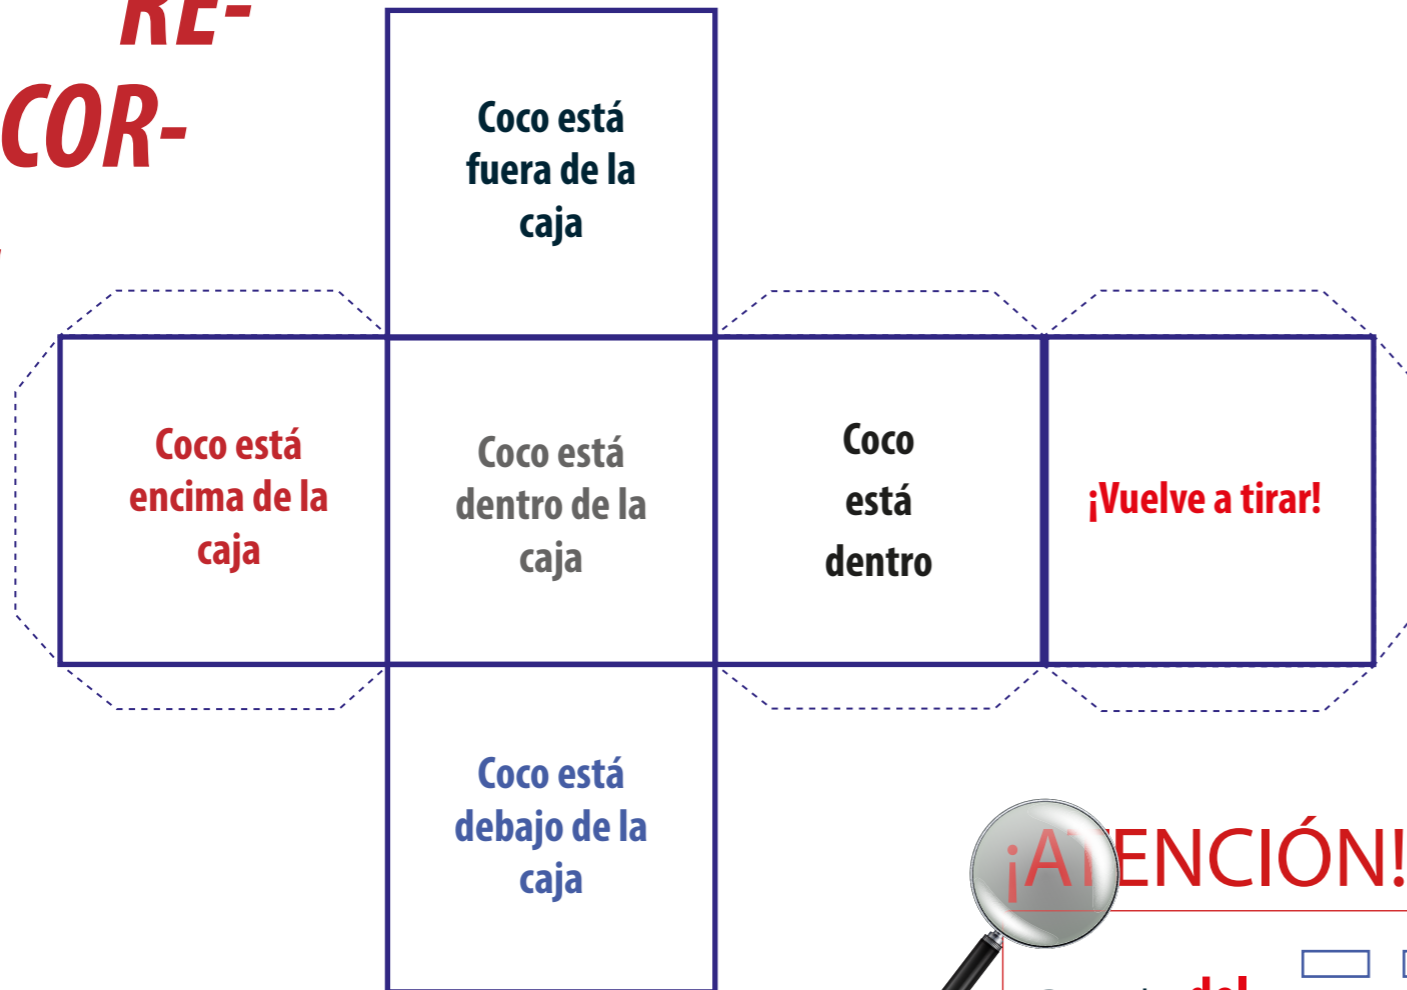 RE-
COR-
Coco está
fuera de la
caja
Coco está
encima de la
caja
Coco está
dentro de la
caja
Coco
está
dentro
¡Vuelve a tirar!
Coco está
debajo de la
caja
¡ATENCIÓN!
del